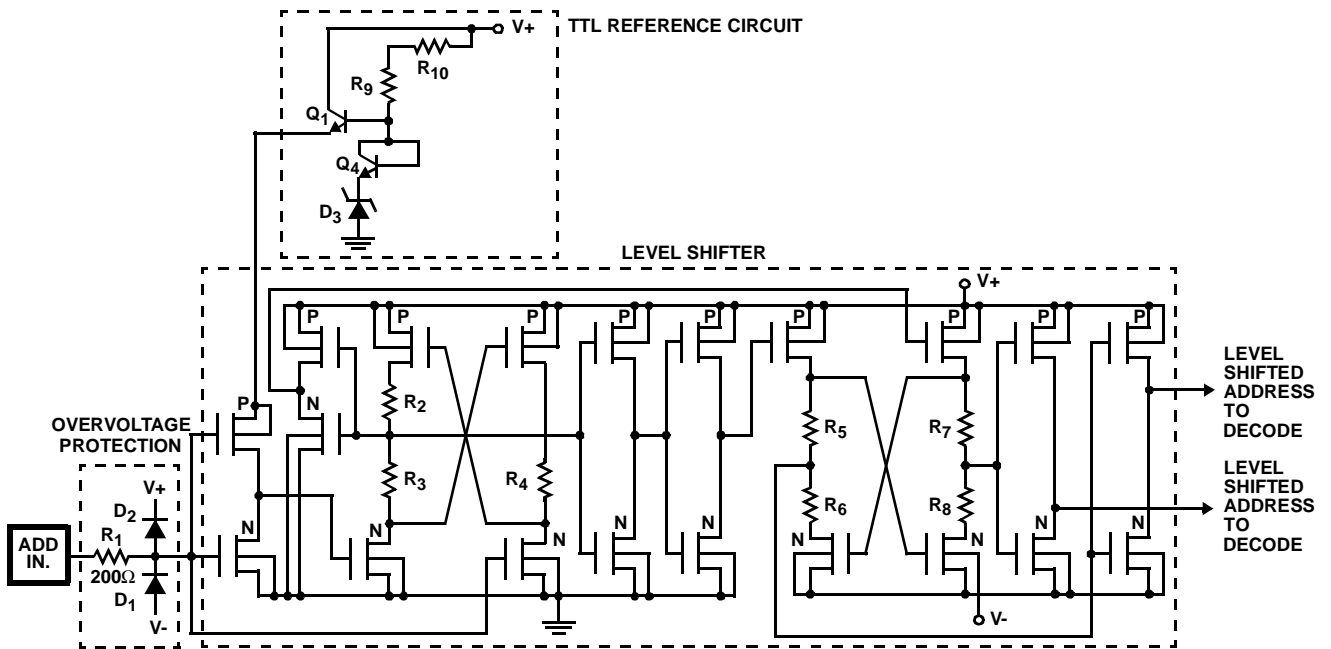 V+
TTL REFERENCE CIRCUIT
R10
R9
Q1
Q4
D3
LEVEL SHIFTER
V+
P
P
P
P
P
P
P
P
P
LEVEL
SHIFTED
ADDRESS
TO
DECODE
OVERVOLTAGE
PROTECTION
P
N
R2
R5
R7
R3
R4
R6
R8
LEVEL
SHIFTED
ADDRESS
TO
DECODE
V+
D2
R1
ADD
IN.
200Ω
D1
V-
N
N
N
N
N
N
N
N
N
V-